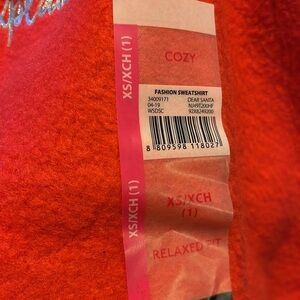 COZY
XS/XCH (1)
FASHION SWEATSHIRT
34009171 DEAR SANTA
04-19
WSDSC
8 809598 118027
XS/XCH
(1)
XS/XCH (1)
RELAXED FIT